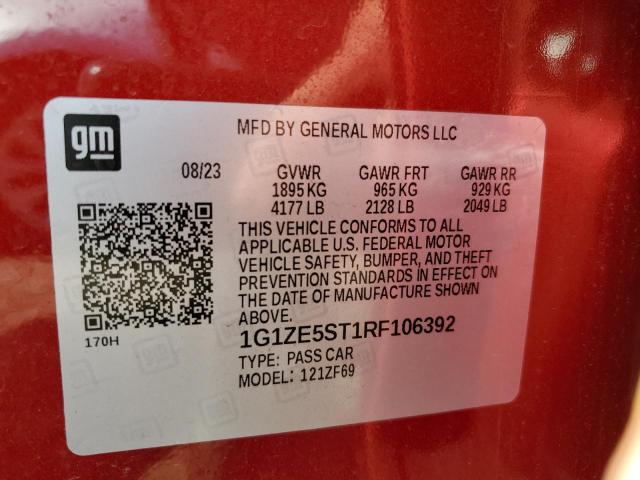 gm
MFD BY GENERAL MOTORS LLC
08/23 GVWR GAWR FRT GAWR RR
1895 KG 965 KG 929 KG
4177 LB 2128 LB 2049 LB
THIS VEHICLE CONFORMS TO ALL
APPLICABLE U.S. FEDERAL MOTOR
VEHICLE SAFETY, BUMPER, AND THEFT
PREVENTION STANDARDS IN EFFECT ON
THE DATE OF MANUFACTURE SHOWN
ABOVE.
170H
1G1ZE5ST1RF106392
TYPE: PASS CAR
MODEL: 121ZF69